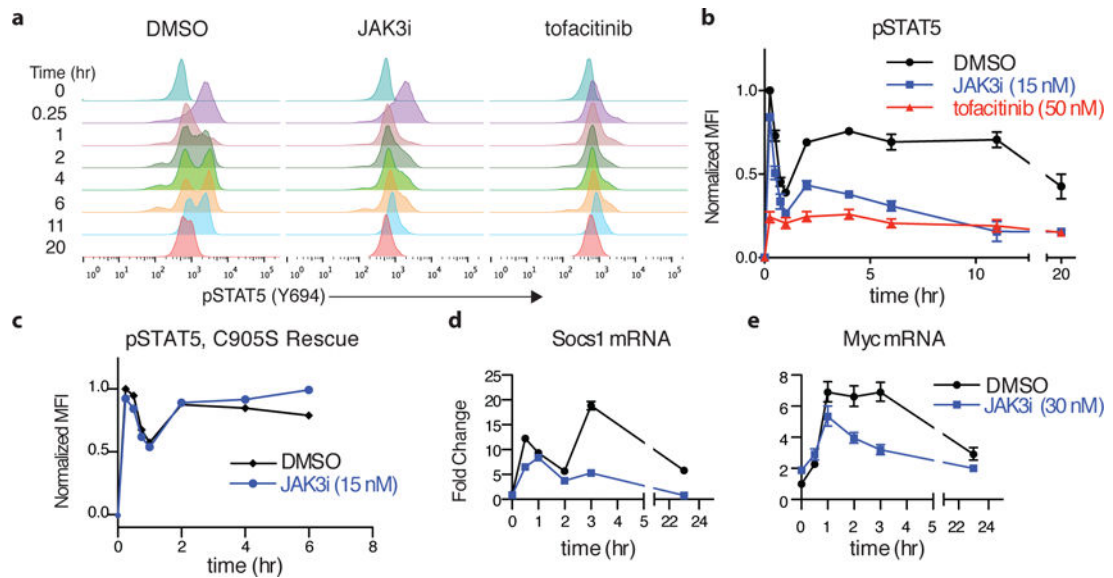 a
DMSO JAK3i tofacitinib
Time (hr)
0
0.25
1
2
4
6
11
20
10⁰ 10¹ 10² 10³ 10⁴ 10⁵ 10⁰ 10¹ 10² 10³ 10⁴ 10⁵ 10⁰ 10¹ 10² 10³ 10⁴ 10⁵
pSTAT5 (Y694)
b
pSTAT5
DMSO
JAK3i (15 nM)
tofacitinib (50 nM)
Normalized MFI
1.0
0.5
0.0
0 5 10 20
time (hr)
c
pSTAT5, C905S Rescue
Normalized MFI
1.0
0.5
0.0
DMSO
JAK3i (15 nM)
0 2 4 6 8
time (hr)
d
Socs1 mRNA
Fold Change
25
20
15
10
5
0
0 1 2 3 5 22 24
time (hr)
e
Myc mRNA
DMSO
JAK3i (30 nM)
8
6
4
2
0
0 1 2 3 5 22 24
time (hr)